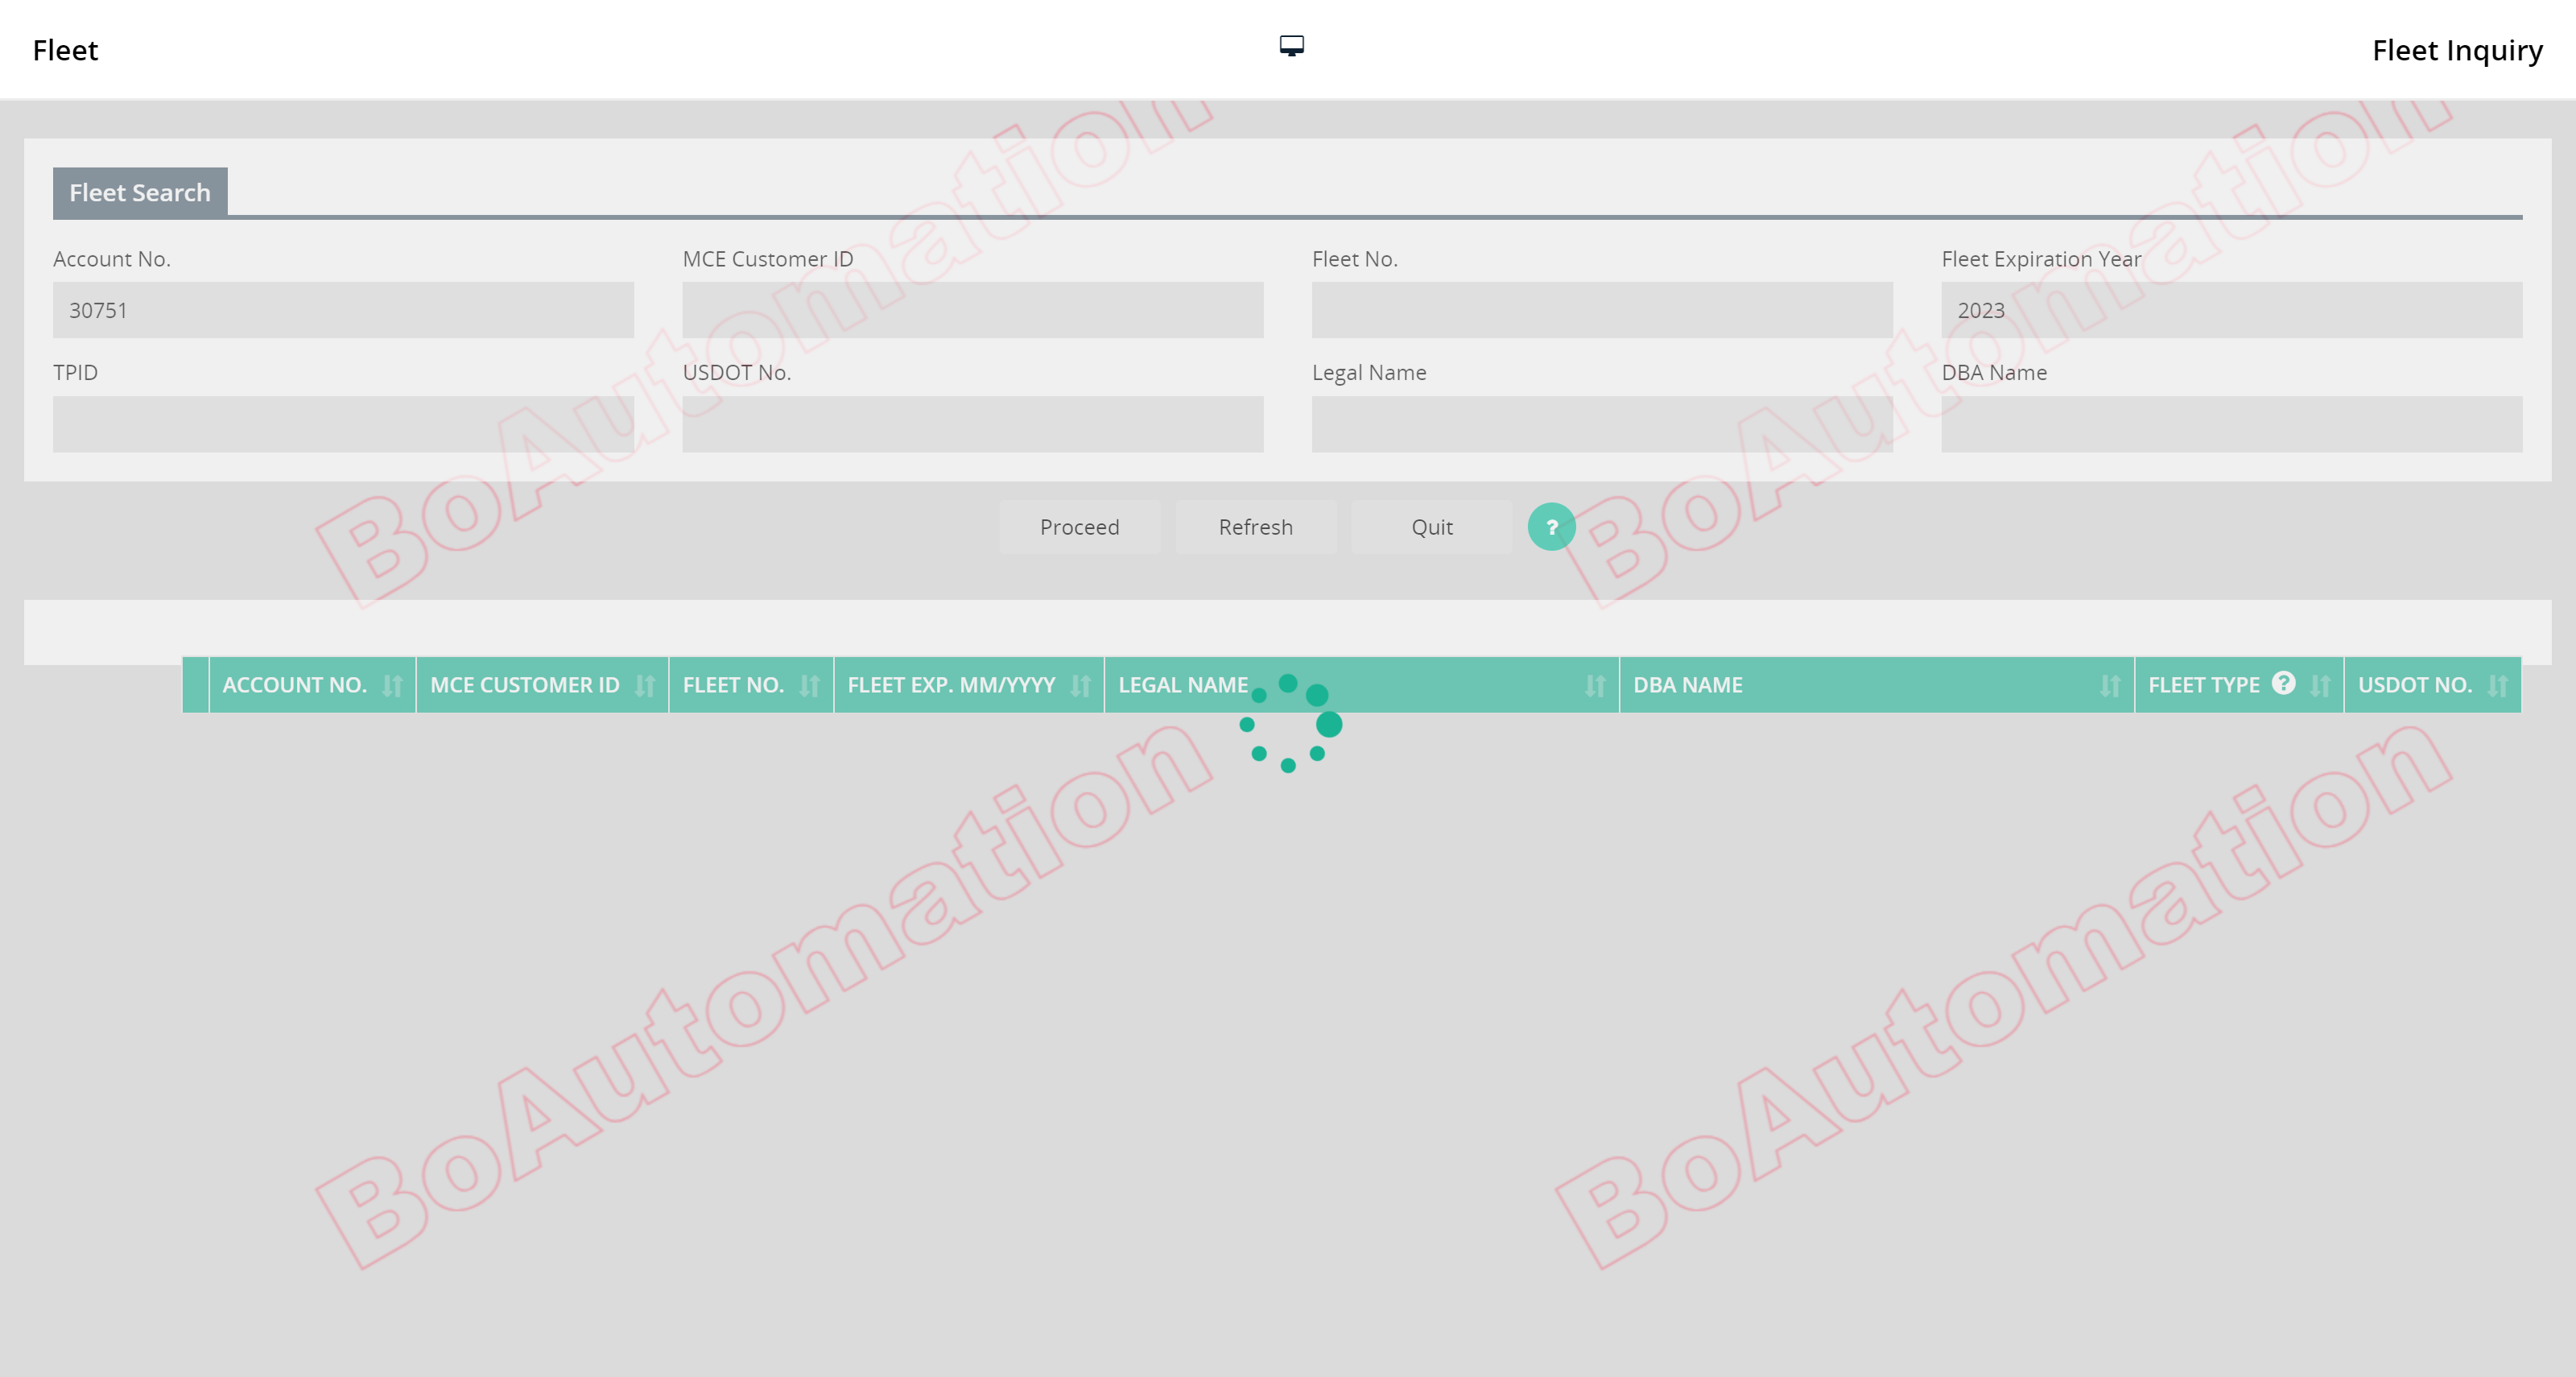 Fleet
Fleet Inquiry
Fleet Search
Account No.
MCE Customer ID
Fleet No.
Fleet Expiration Year
30751
2023
TPID
USDOT No.
Legal Name
DBA Name
Proceed
Refresh
Quit
?
ACCOUNT NO.
MCE CUSTOMER ID
FLEET NO.
FLEET EXP. MM/YYYY
LEGAL NAME
DBA NAME
FLEET TYPE ?
USDOT NO.
BoAutomation
BoAutomation
BoAutomation
BoAutomation